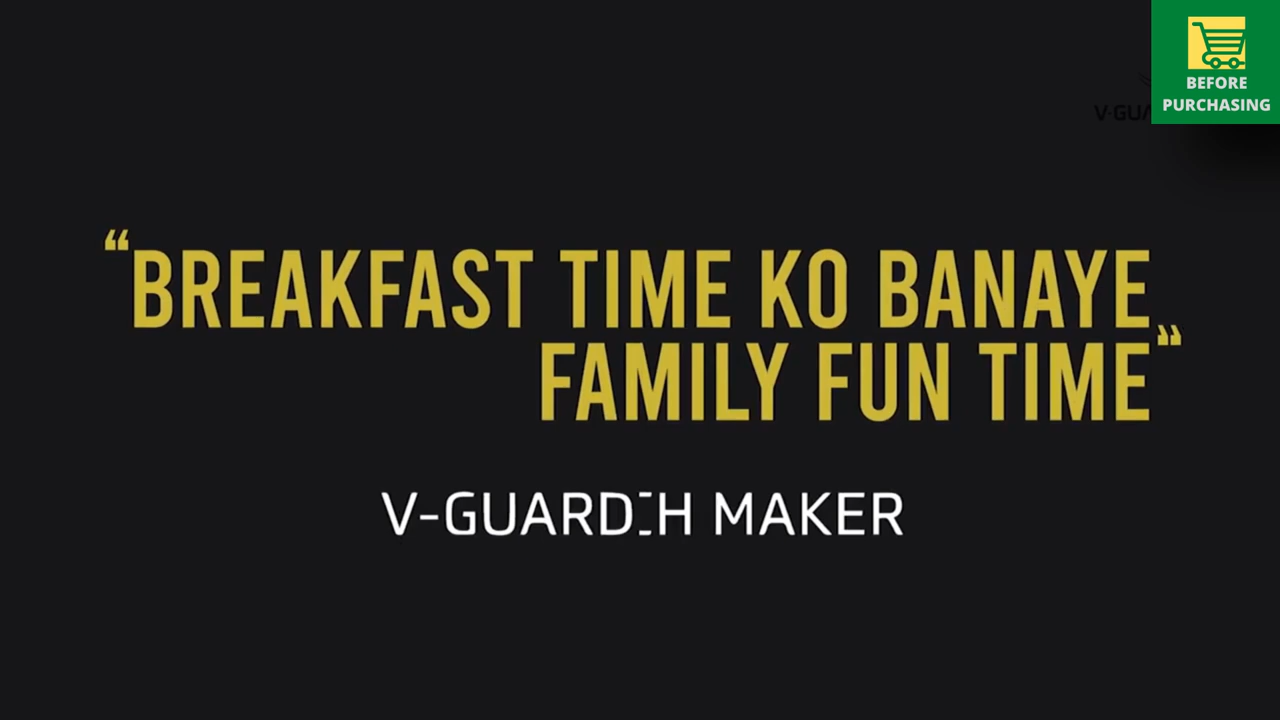 BEFORE
PURCHASING
“BREAKFAST TIME KO BANAYE
FAMILY FUN TIME”
V-GUARD MAKER